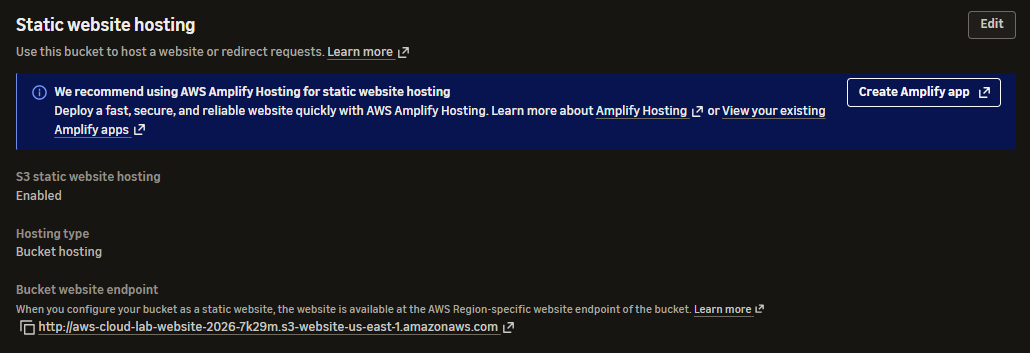 Static website hosting
Edit
Use this bucket to host a website or redirect requests. Learn more
We recommend using AWS Amplify Hosting for static website hosting
Create Amplify app
Deploy a fast, secure, and reliable website quickly with AWS Amplify Hosting. Learn more about Amplify Hosting or View your existing
Amplify apps
S3 static website hosting
Enabled
Hosting type
Bucket hosting
Bucket website endpoint
When you configure your bucket as a static website, the website is available at the AWS Region-specific website endpoint of the bucket. Learn more
http://aws-cloud-lab-website-2026-7k29m.s3-website-us-east-1.amazonaws.com